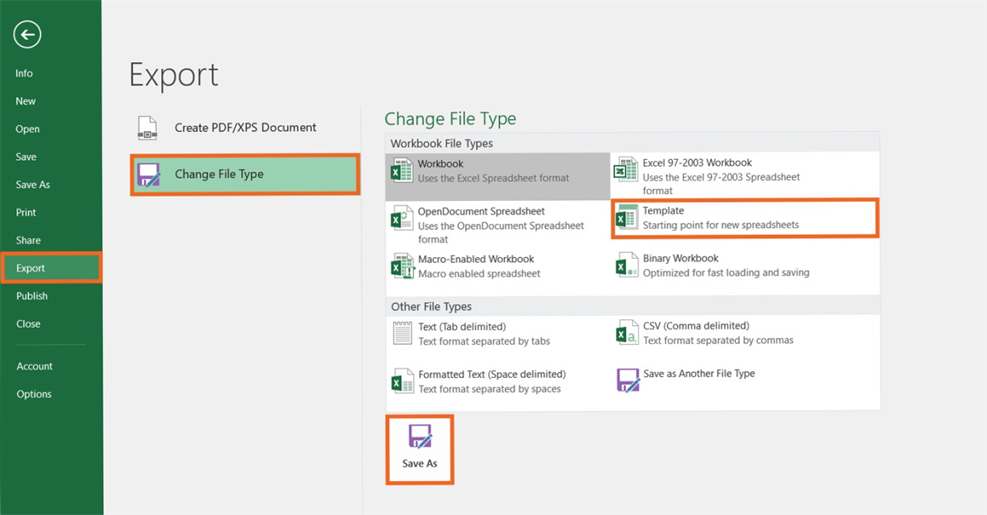 Info
New
Open
Save
Save As
Print
Share
Export
Publish
Close
Account
Options
Export
Create PDF/XPS Document
Change File Type
Change File Type
Workbook File Types
Workbook
Uses the Excel Spreadsheet format
Excel 97-2003 Workbook
Uses the Excel 97-2003 Spreadsheet
format
OpenDocument Spreadsheet
Uses the OpenDocument Spreadsheet
format
Template
Starting point for new spreadsheets
Macro-Enabled Workbook
Macro enabled spreadsheet
Binary Workbook
Optimized for fast loading and saving
Other File Types
Text (Tab delimited)
Text format separated by tabs
CSV (Comma delimited)
Text format separated by commas
Formatted Text (Space delimited)
Text format separated by spaces
Save as Another File Type
Save As